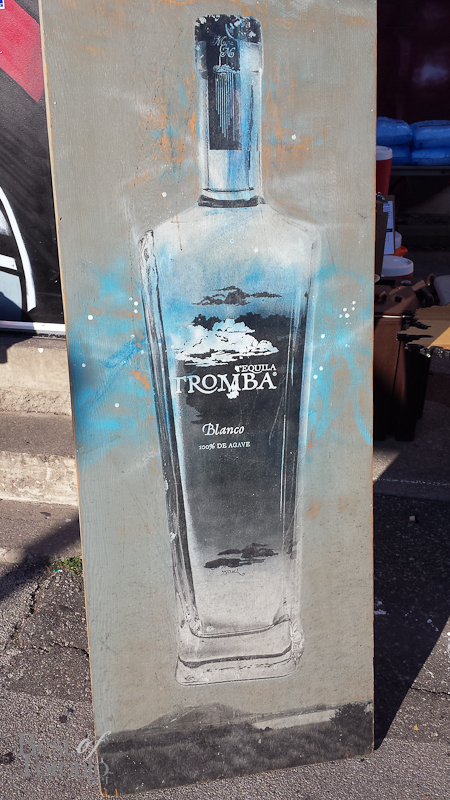 TEQUILA
TROMBA®
Blanco
100% DE AGAVE